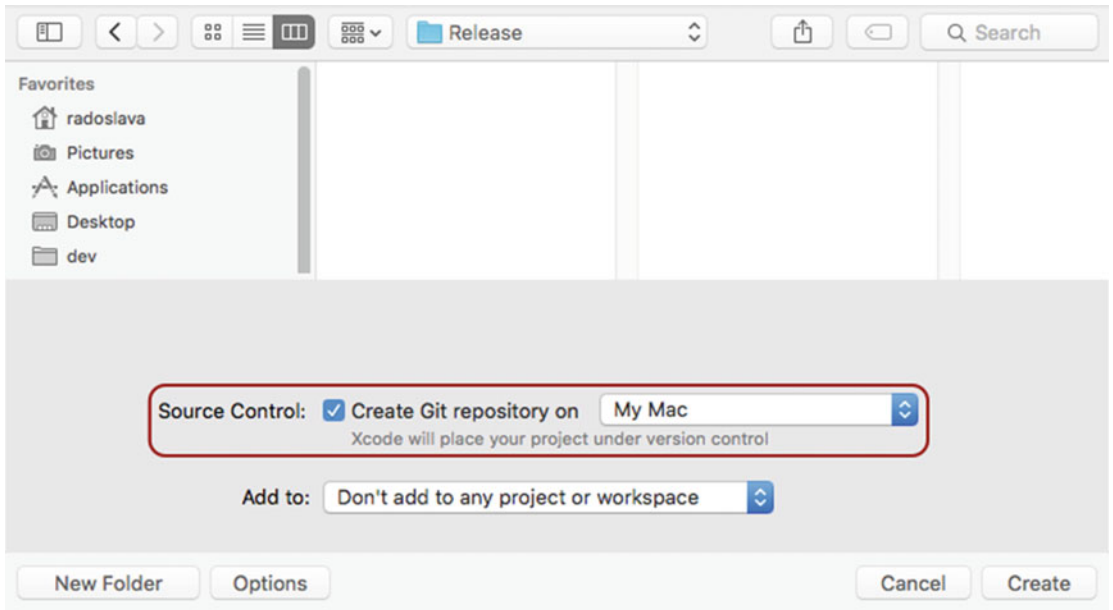 Release
Search
Favorites
radoslava
Pictures
Applications
Desktop
dev
Source Control: Create Git repository on My Mac
Xcode will place your project under version control
Add to: Don't add to any project or workspace
New Folder Options Cancel Create